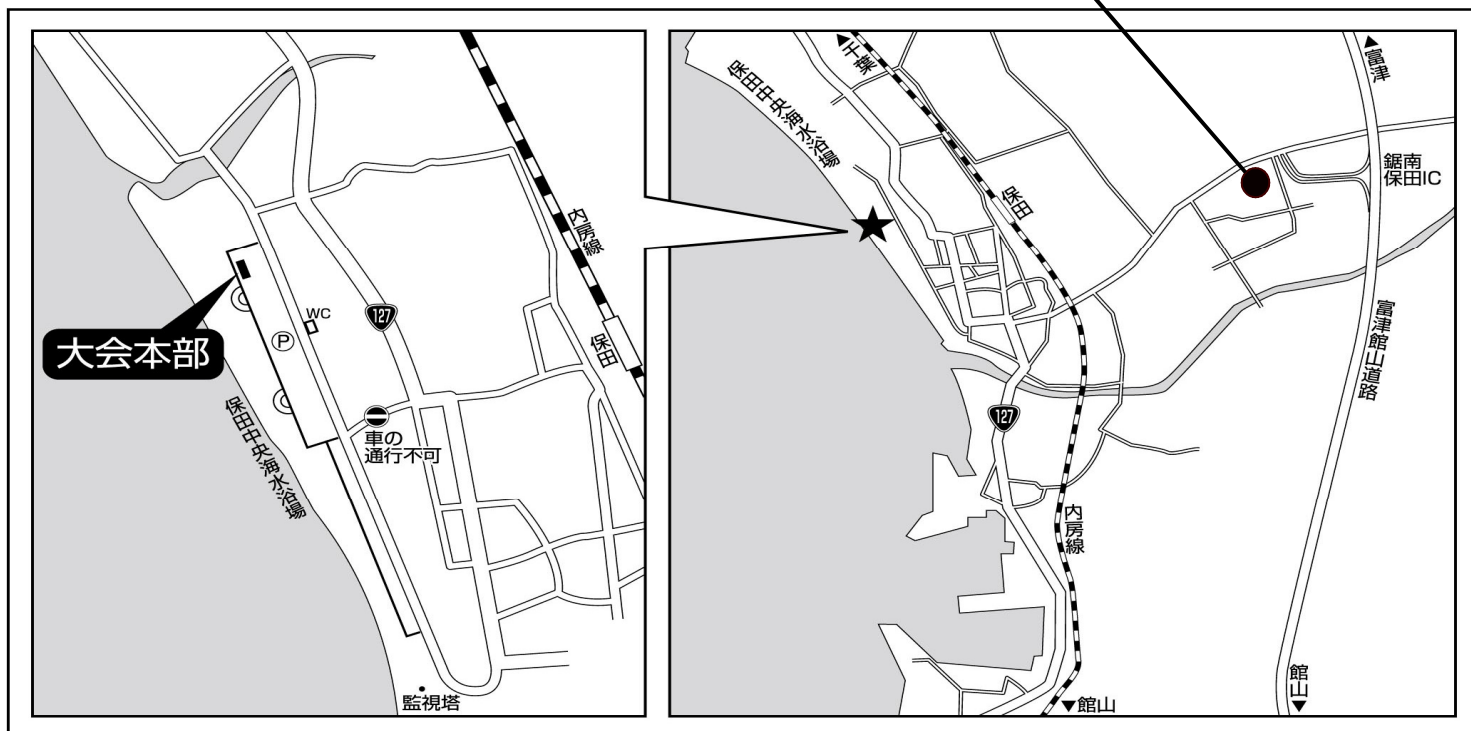 内房線
WC
127
保田
大会本部
P
車の
通行不可
保田中央海水浴場
監視塔
▲千葉
▲富津
保田中央海水浴場
鋸南
保田IC
保田
富津館山道路
127
内房線
館山▼
▼館山